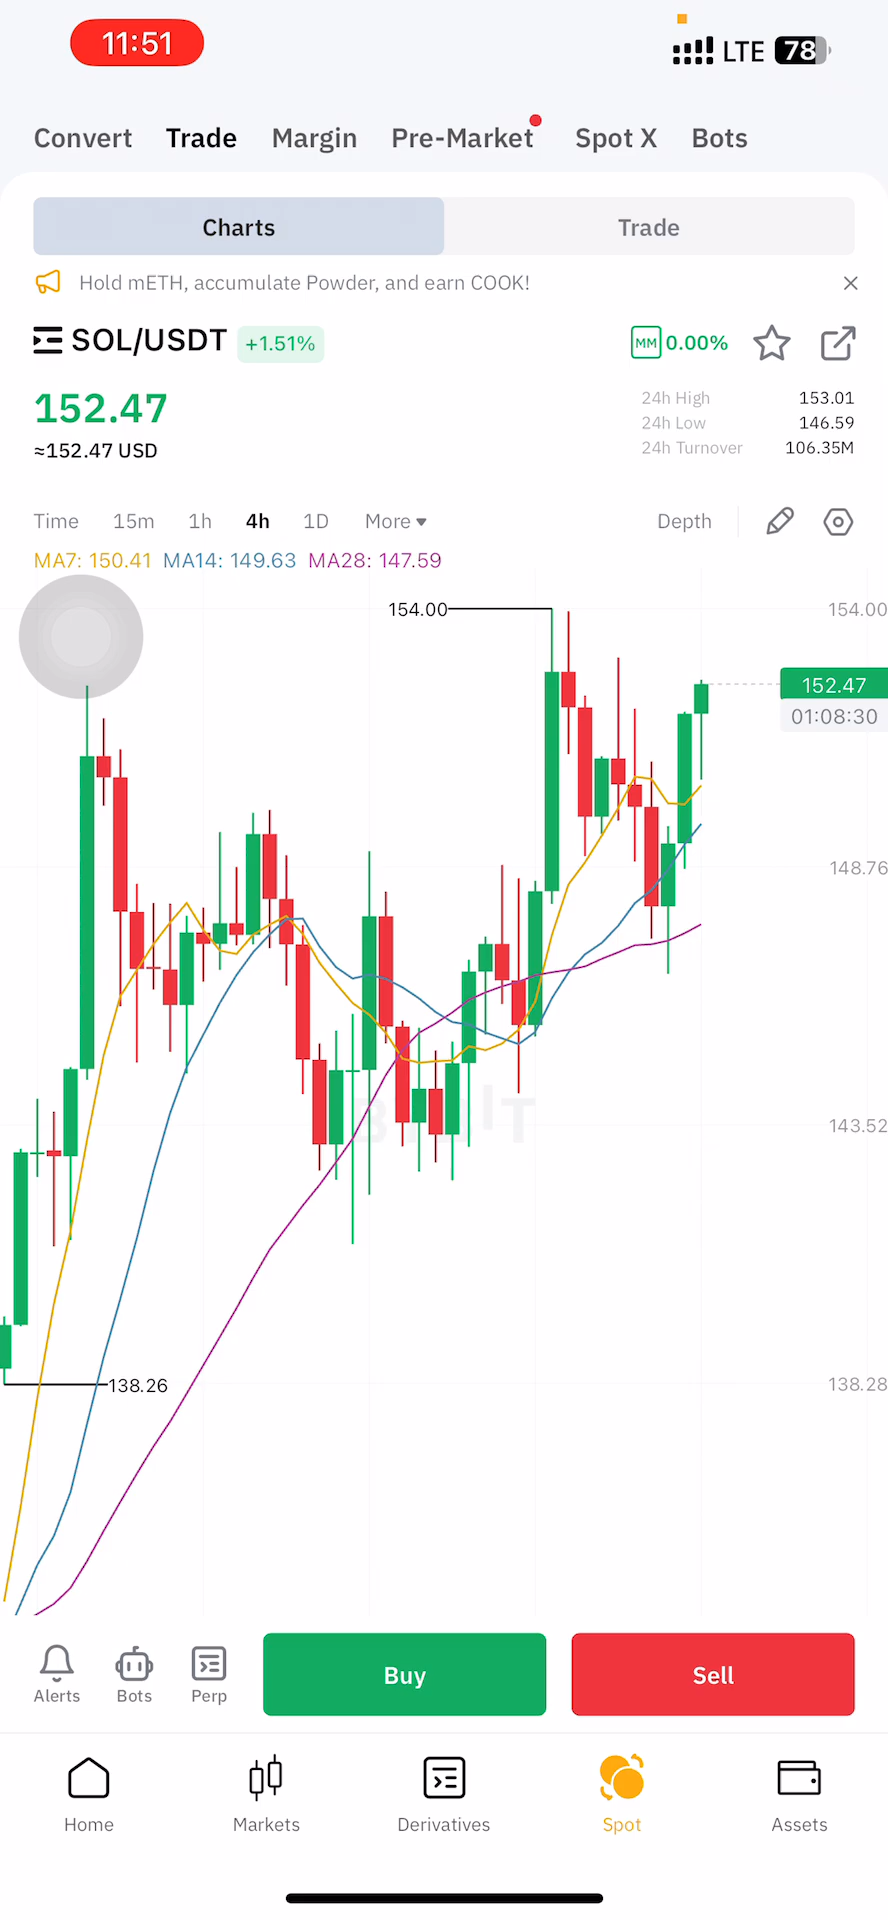 11:51
LTE 78
Convert Trade Margin Pre-Market Spot X Bots
Charts Trade
Hold mETH, accumulate Powder, and earn COOK!
SOL/USDT +1.51% MM 0.00%
152.47
≈152.47 USD
24h High 153.01
24h Low 146.59
24h Turnover 106.35M
Time 15m 1h 4h 1D More Depth
MA7: 150.41 MA14: 149.63 MA28: 147.59
154.00 154.00
152.47
01:08:30
148.76
143.52
138.26 138.28
Alerts Bots Perp Buy Sell
Home Markets Derivatives Spot Assets